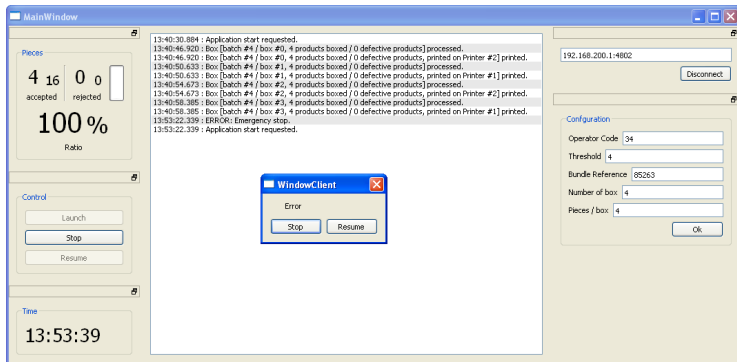 MainWindow
Pieces
4 16 0 0
accepted rejected
100 %
Ratio
Control
Launch
Stop
Resume
Time
13:53:39
13:40:30.884 : Application start requested.
13:40:46.920 : Box [batch #4 / box #0, 4 products boxed / 0 defective products] processed.
13:40:46.920 : Box [batch #4 / box #0, 4 products boxed / 0 defective products, printed on Printer #2] printed.
13:40:50.633 : Box [batch #4 / box #1, 4 products boxed / 0 defective products] processed.
13:40:50.633 : Box [batch #4 / box #1, 4 products boxed / 0 defective products, printed on Printer #1] printed.
13:40:54.673 : Box [batch #4 / box #2, 4 products boxed / 0 defective products] processed.
13:40:54.673 : Box [batch #4 / box #2, 4 products boxed / 0 defective products, printed on Printer #2] printed.
13:40:58.385 : Box [batch #4 / box #3, 4 products boxed / 0 defective products] processed.
13:40:58.385 : Box [batch #4 / box #3, 4 products boxed / 0 defective products, printed on Printer #1] printed.
13:53:22.339 : ERROR: Emergency stop.
13:53:22.339 : Application start requested.
WindowClient
Error
Stop Resume
192.168.200.1:4802
Disconnect
Configuration
Operator Code 34
Threshold 4
Bundle Reference 85263
Number of box 4
Pieces / box 4
Ok